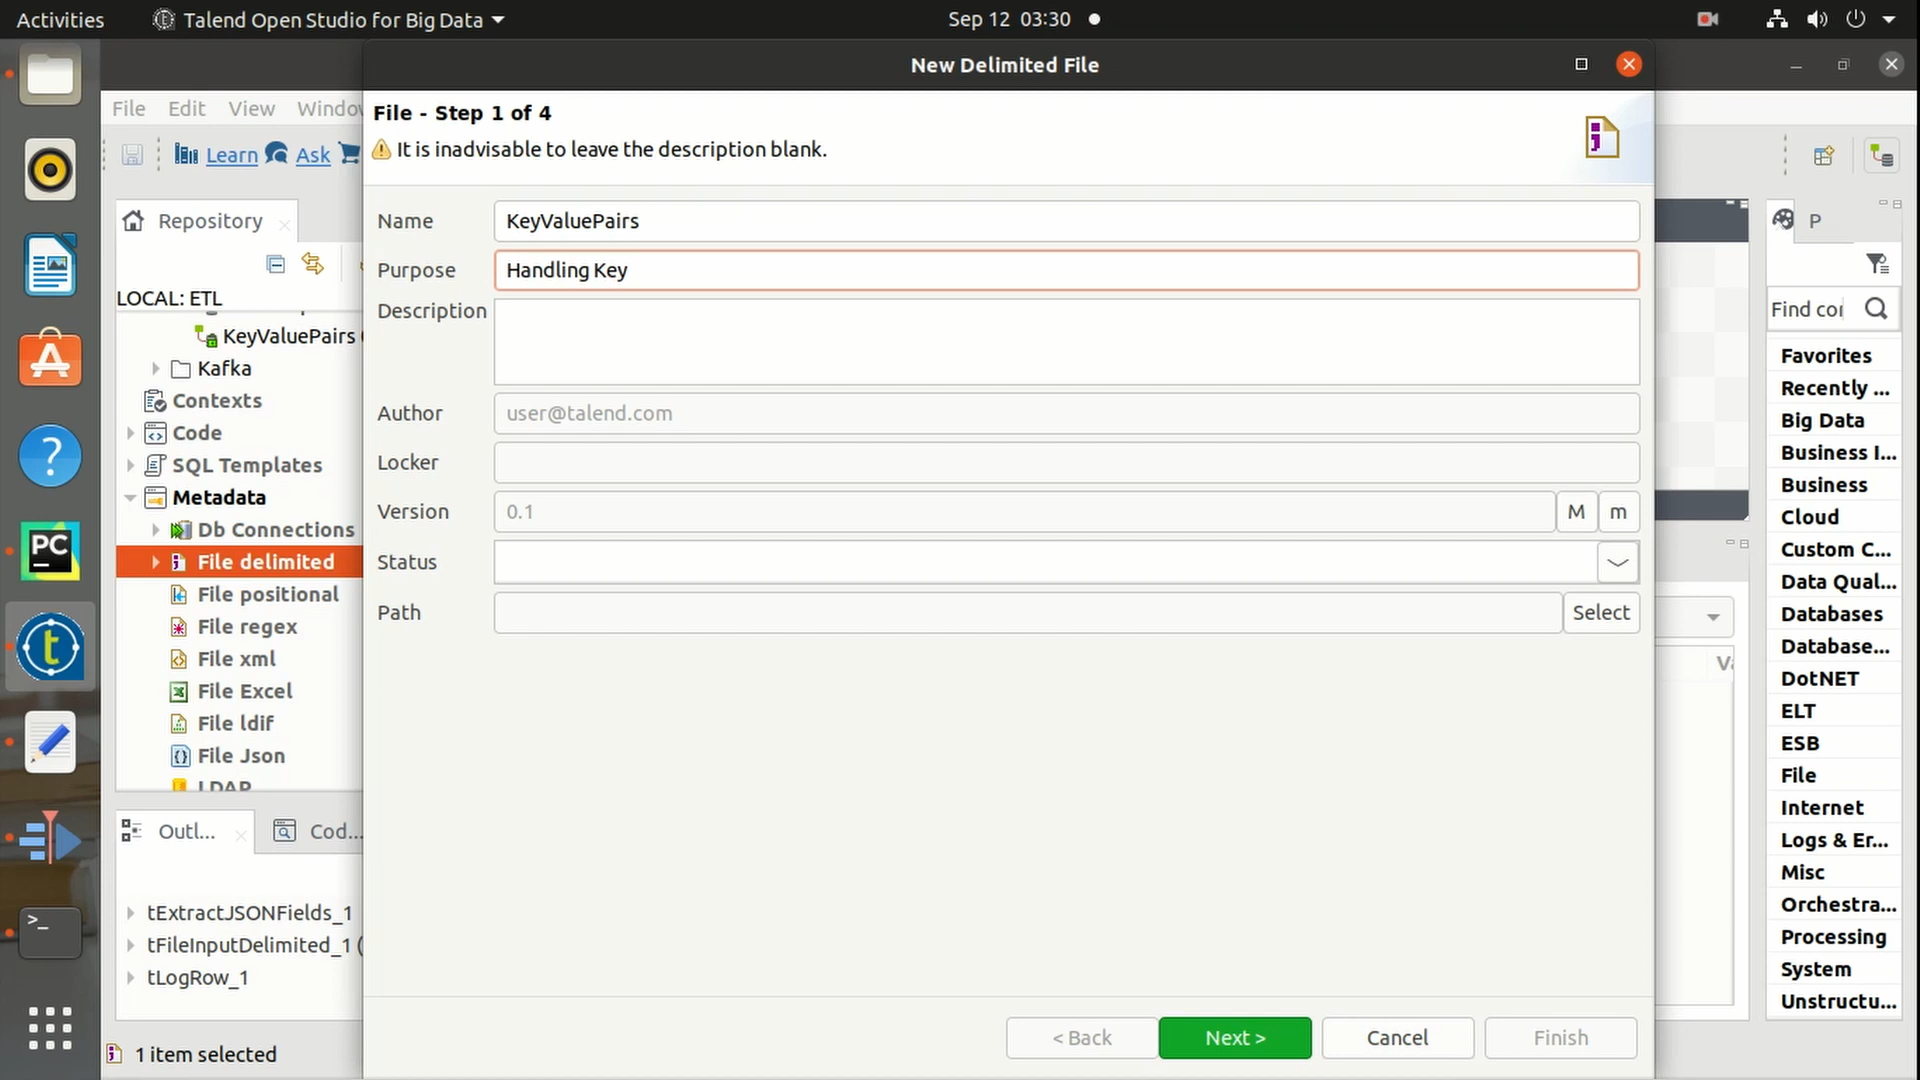 Activities
Talend Open Studio for Big Data
Sep 12 03:30
New Delimited File
File Edit View Window
File - Step 1 of 4
It is inadvisable to leave the description blank.
Learn Ask
Repository
LOCAL: ETL
KeyValuePairs
Kafka
Contexts
Code
SQL Templates
Metadata
Db Connections
File delimited
File positional
File regex
File xml
File Excel
File ldif
File Json
LDAP
Outl...
Cod...
tExtractJSONFields_1
tFileInputDelimited_1 (
tLogRow_1
1 item selected
Name KeyValuePairs
Purpose Handling Key
Description
Author user@talend.com
Locker
Version 0.1 M m
Status
Path Select
< Back Next > Cancel Finish
P
Find cor
Favorites
Recently ...
Big Data
Business I...
Business
Cloud
Custom C...
Data Qual...
Databases
Database...
DotNET
ELT
ESB
File
Internet
Logs & Er...
Misc
Orchestra...
Processing
System
Unstructu...